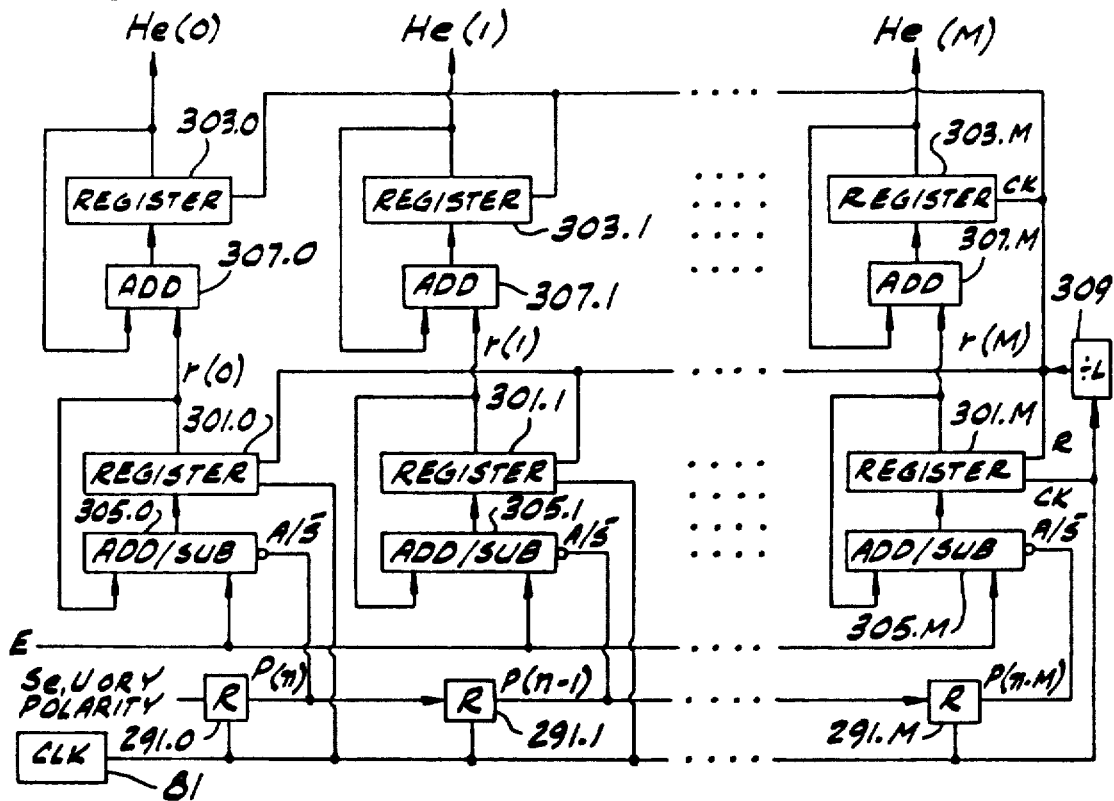 He(0) He(1) He(M)
303.0 303.M
REGISTER REGISTER REGISTER CK
303.1
307.0 307.M
ADD ADD ADD 309
307.1
r(0) r(1) r(M) ÷L
301.0 301.1 301.M
REGISTER REGISTER REGISTER R
CK
305.0 305.1
A/S̄ A/S̄ A/S̄
ADD/SUB ADD/SUB ADD/SUB
305.M
E
Se,U OR Y
POLARITY
R P(n) R P(n-1) R P(n-M)
291.0 291.1 291.M
CLK
81